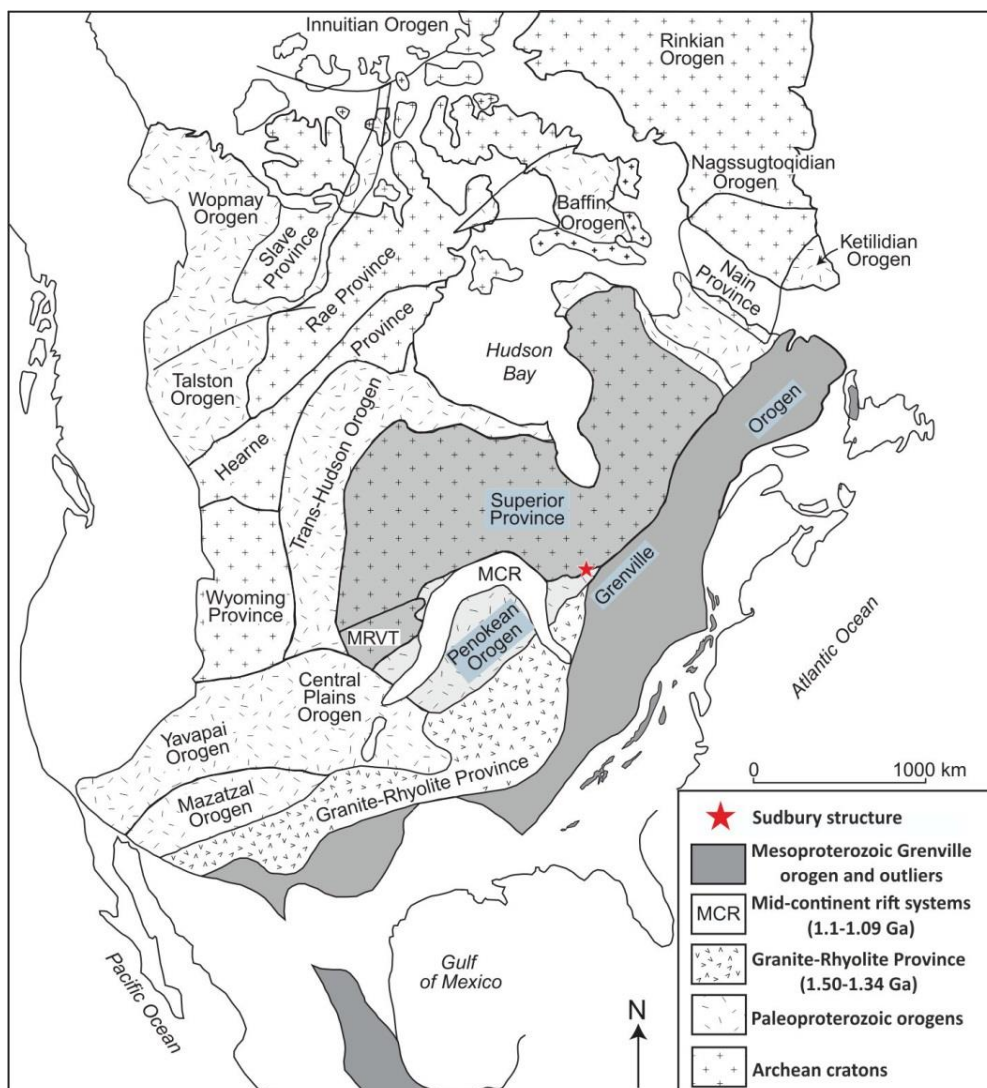 Innuitian Orogen
Rinkian
Orogen
Nagssugtoqidian
Orogen
Wopmay
Orogen
Slave
Province
Baffin
Orogen
Ketilidian
Orogen
Nain
Province
Rae Province
Talston
Orogen
Hearne Province
Hudson
Bay
Trans-Hudson Orogen
Superior
Province
Grenville Orogen
MCR
Wyoming
Province
MRVT
Penokean
Orogen
Atlantic Ocean
Central
Plains
Orogen
Yavapai
Orogen
Mazatzal
Orogen
Granite-Rhyolite Province
0 1000 km
Pacific Ocean
Gulf
of Mexico
N
Sudbury structure
Mesoproterozoic Grenville
orogen and outliers
MCR Mid-continent rift systems
(1.1-1.09 Ga)
Granite-Rhyolite Province
(1.50-1.34 Ga)
Paleoproterozoic orogens
Archean cratons